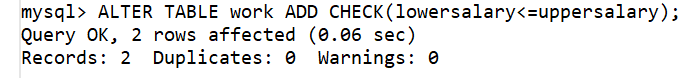 mysql> ALTER TABLE work ADD CHECK(lowersalary<=uppersalary);
Query OK, 2 rows affected (0.06 sec)
Records: 2  Duplicates: 0  Warnings: 0